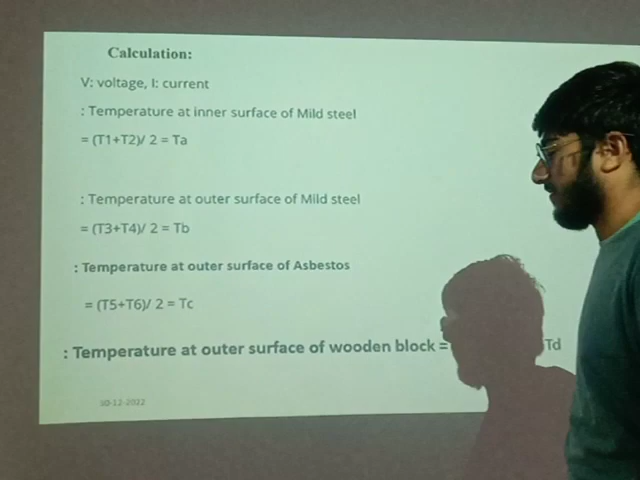 Calculation:
V: voltage, I: current
: Temperature at inner surface of Mild steel
= (T1+T2)/ 2 = Ta
: Temperature at outer surface of Mild steel
= (T3+T4)/ 2 = Tb
: Temperature at outer surface of Asbestos
= (T5+T6)/ 2 = Tc
: Temperature at outer surface of wooden block = Td
-12-2022